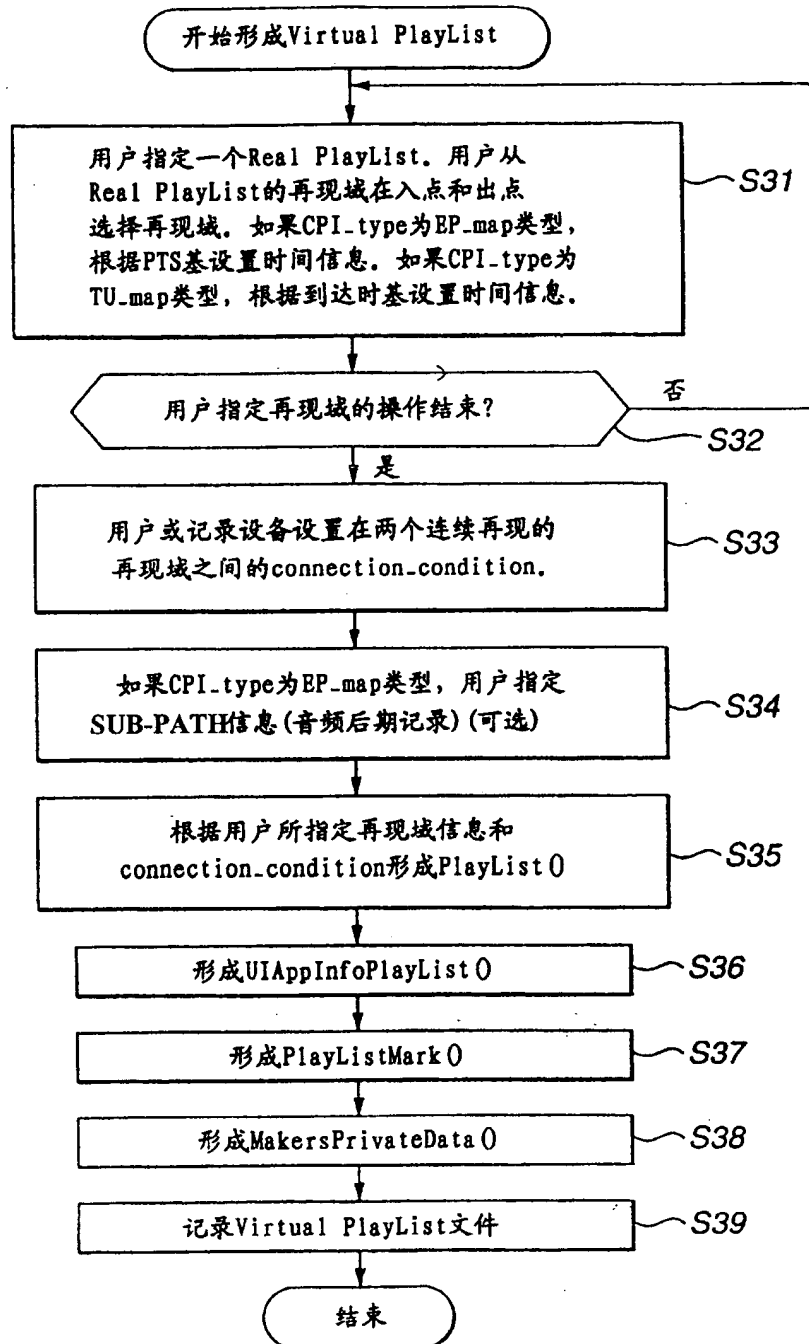 开始形成Virtual PlayList
用户指定一个Real PlayList。用户从
Real PlayList的再现域在入点和出点
选择再现域。如果CPI_type为EP_map类型，
根据PTS基设置时间信息。如果CPI_type为
TU_map类型，根据到达时基设置时间信息。
S31
用户指定再现域的操作结束?
否
S32
是
用户或记录设备设置在两个连续再现的
再现域之间的connection_condition。
S33
如果CPI_type为EP_map类型，用户指定
SUB-PATH信息(音频后期记录)(可选)
S34
根据用户所指定再现域信息和
connection_condition形成PlayList()
S35
形成UIAppInfoPlayList()
S36
形成PlayListMark()
S37
形成MakersPrivateData()
S38
记录Virtual PlayList文件
S39
结束